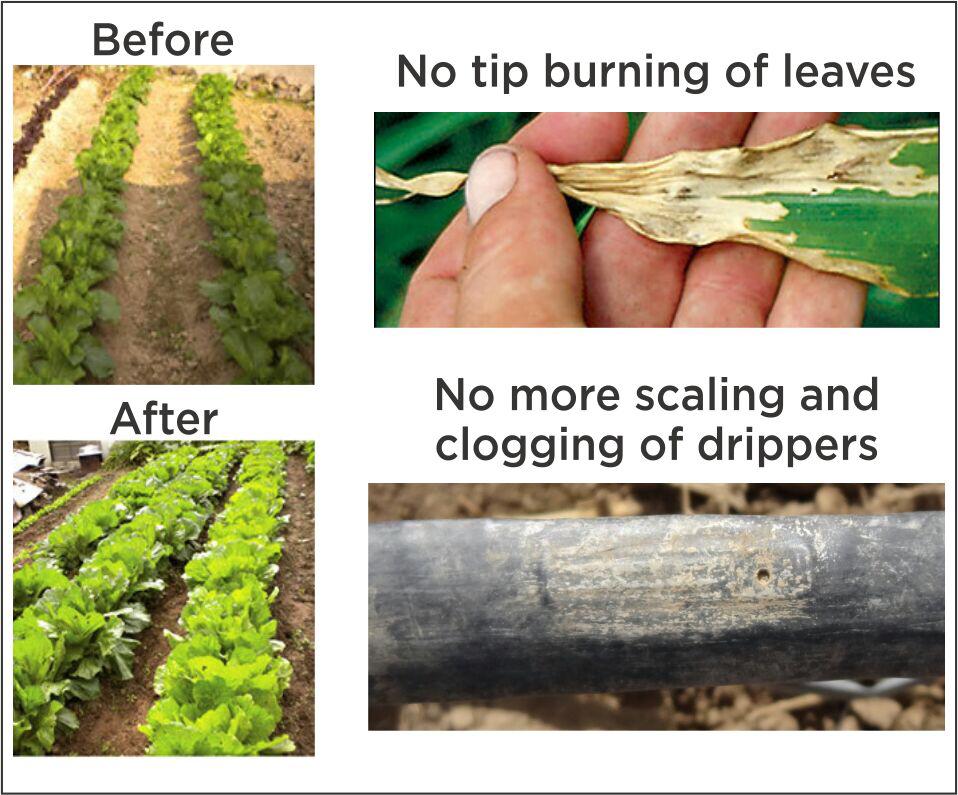 Before
No tip burning of leaves
After
No more scaling and
clogging of drippers